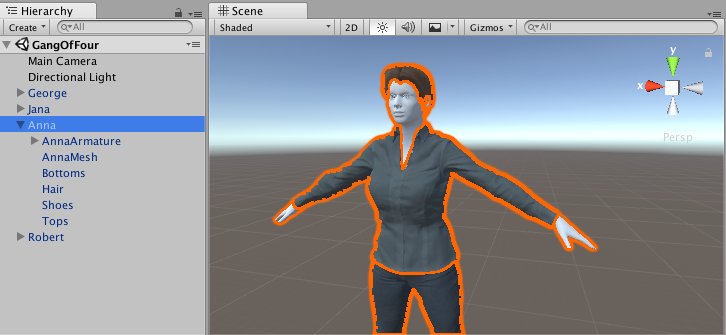 Hierarchy
Create
All
GangOfFour
Main Camera
Directional Light
George
Jana
Anna
AnnaArmature
AnnaMesh
Bottoms
Hair
Shoes
Tops
Robert
Scene
Shaded 2D Gizmos All
y
x
Persp